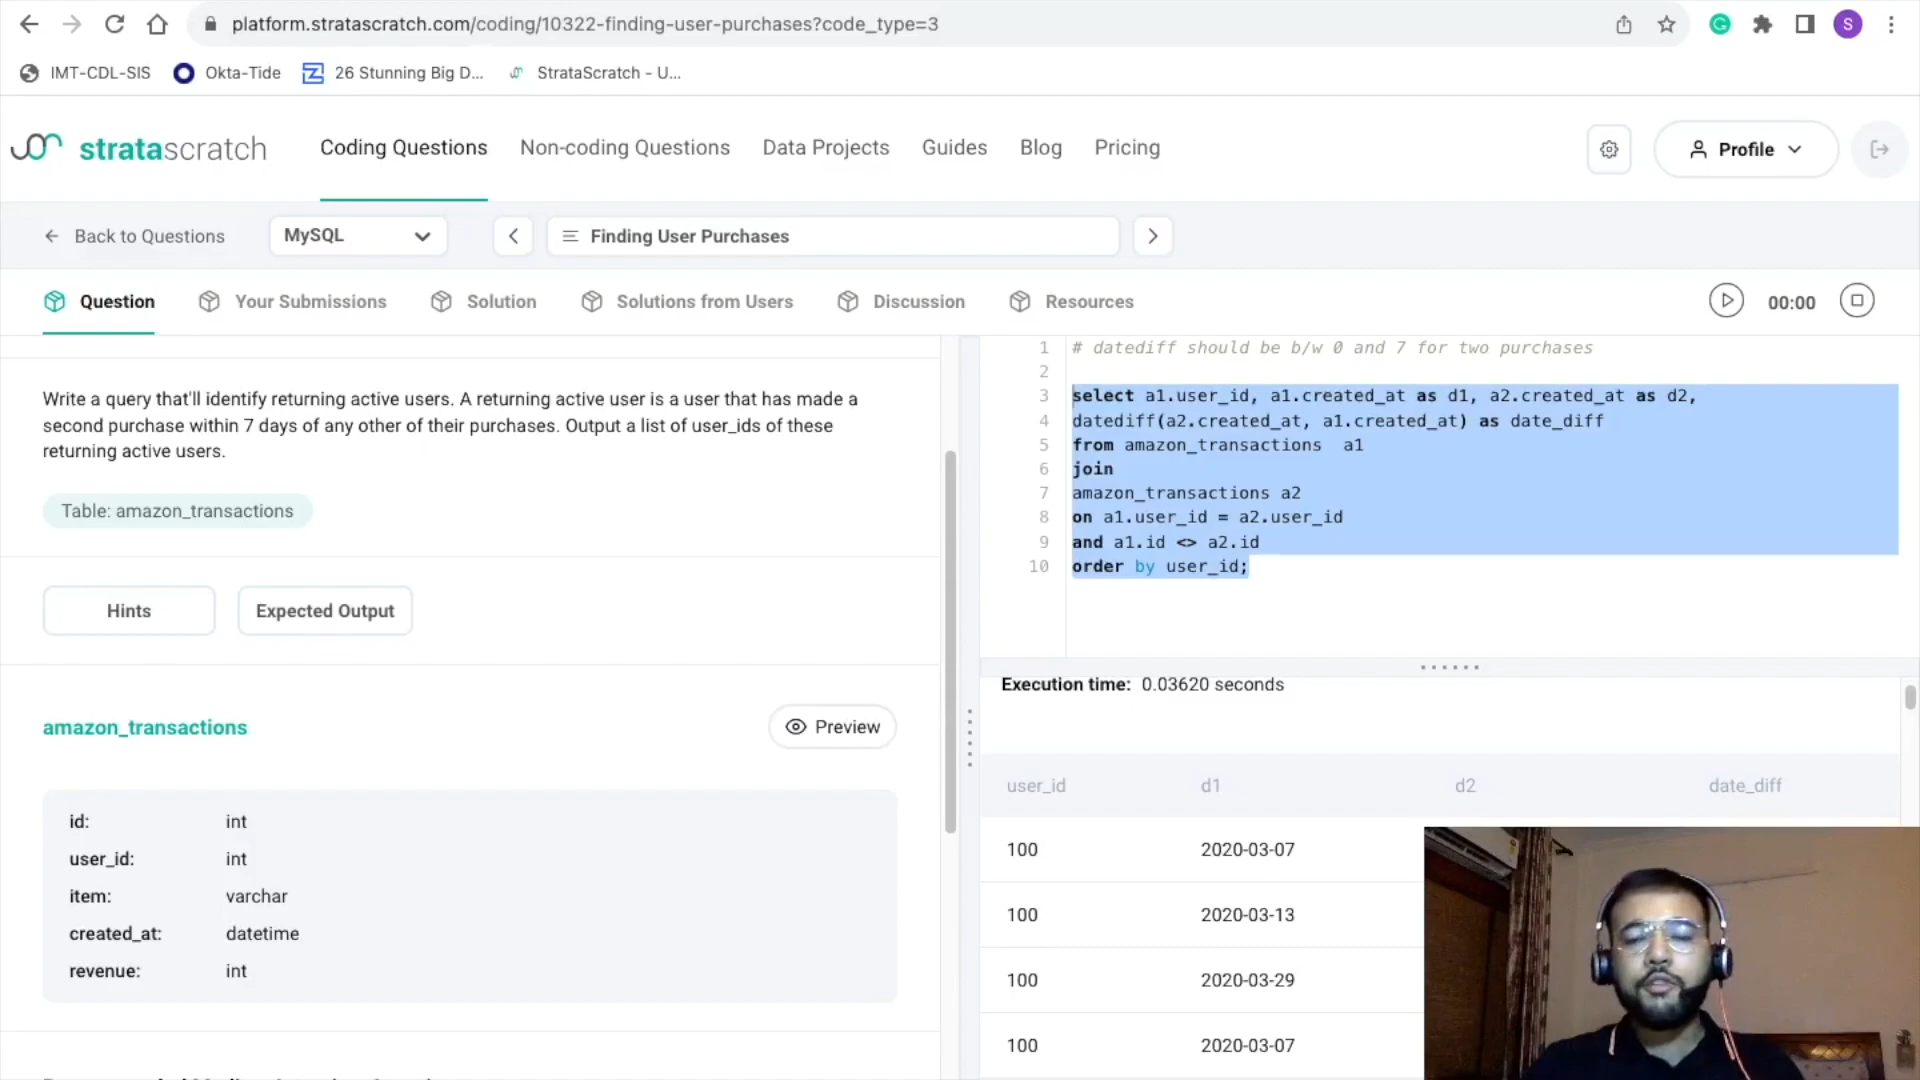 platform.stratascratch.com/coding/10322-finding-user-purchases?code_type=3
S
IMT-CDL-SIS
Okta-Tide
26 Stunning Big D...
StrataScratch - U...
stratascratch
Coding Questions
Non-coding Questions
Data Projects
Guides
Blog
Pricing
Profile
Back to Questions
MySQL
Finding User Purchases
Question
Your Submissions
Solution
Solutions from Users
Discussion
Resources
00:00
Write a query that'll identify returning active users. A returning active user is a user that has made a
second purchase within 7 days of any other of their purchases. Output a list of user_ids of these
returning active users.
Table: amazon_transactions
Hints
Expected Output
amazon_transactions
Preview
id: int
user_id: int
item: varchar
created_at: datetime
revenue: int
1 # datediff should be b/w 0 and 7 for two purchases
2
3 select a1.user_id, a1.created_at as d1, a2.created_at as d2,
4 datediff(a2.created_at, a1.created_at) as date_diff
5 from amazon_transactions  a1
6 join
7 amazon_transactions a2
8 on a1.user_id = a2.user_id
9 and a1.id <> a2.id
10 order by user_id;
Execution time: 0.03620 seconds
user_id d1 d2 date_diff
100 2020-03-07
100 2020-03-13
100 2020-03-29
100 2020-03-07